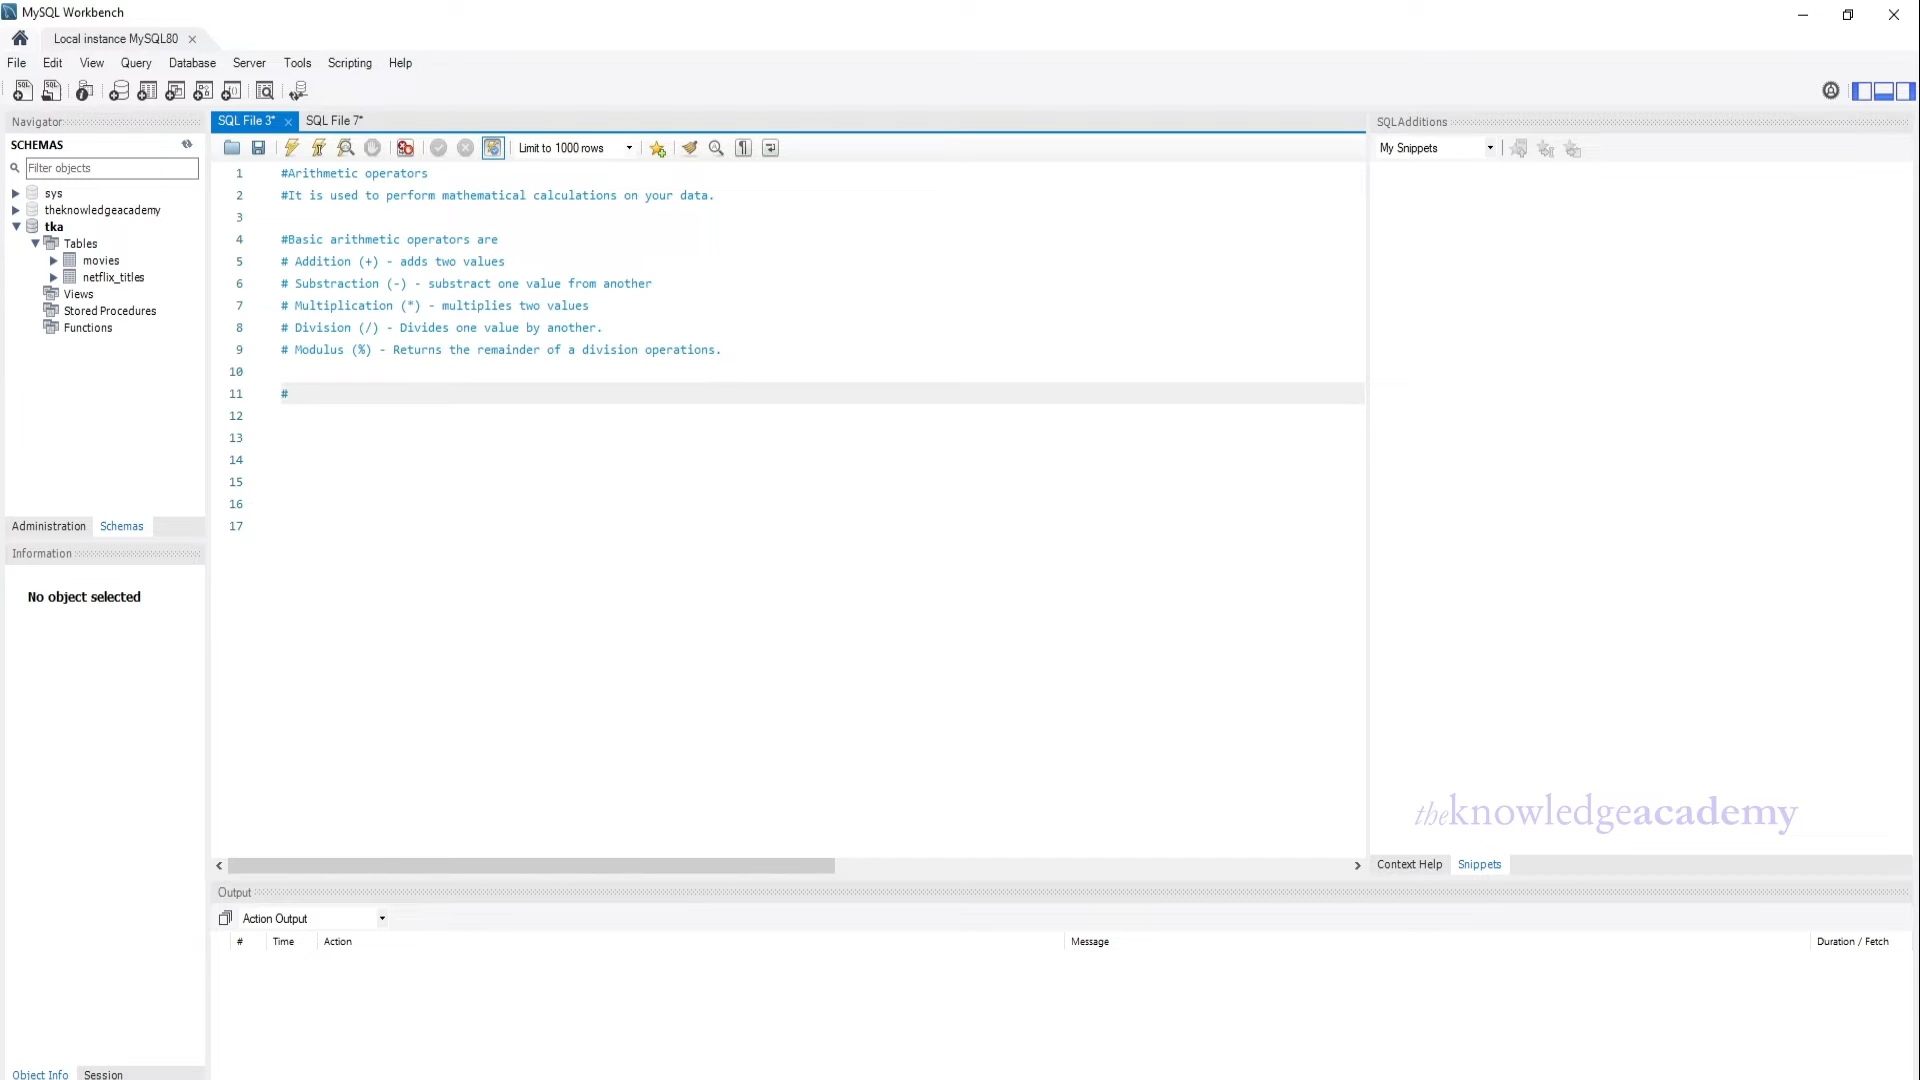 MySQL Workbench
Local instance MySQL80
File Edit View Query Database Server Tools Scripting Help
Navigator
SCHEMAS
Filter objects
sys
theknowledgeacademy
tka
Tables
movies
netflix_titles
Views
Stored Procedures
Functions
Administration Schemas
Information
No object selected
Object Info Session
SQL File 3* SQL File 7*
Limit to 1000 rows
1 #Arithmetic operators
2 #It is used to perform mathematical calculations on your data.
3
4 #Basic arithmetic operators are
5 # Addition (+) - adds two values
6 # Substraction (-) - substract one value from another
7 # Multiplication (*) - multiplies two values
8 # Division (/) - Divides one value by another.
9 # Modulus (%) - Returns the remainder of a division operations.
10
11 #
12
13
14
15
16
17
SQLAdditions
My Snippets
theknowledgeacademy
Context Help Snippets
Output
Action Output
# Time Action Message Duration / Fetch